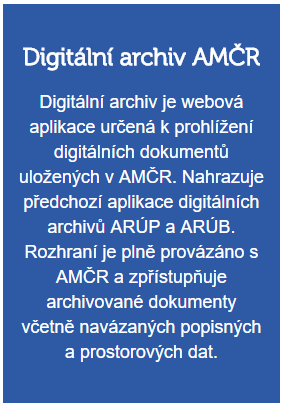 Digitální archiv AMČR
Digitální archiv je webová
aplikace určená k prohlížení
digitálních dokumentů
uložených v AMČR. Nahrazuje
předchozí aplikace digitálních
archivů ARÚP a ARÚB.
Rozhraní je plně provázáno s
AMČR a zpřístupňuje
archivované dokumenty
včetně navázaných popisných
a prostorových dat.